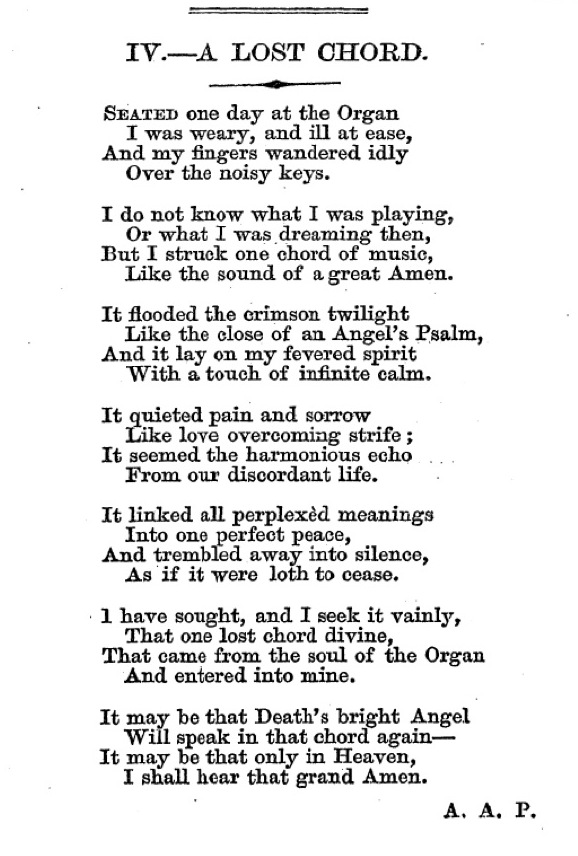 IV.—A LOST CHORD.
SEATED one day at the Organ
I was weary, and ill at ease,
And my fingers wandered idly
Over the noisy keys.
I do not know what I was playing,
Or what I was dreaming then,
But I struck one chord of music,
Like the sound of a great Amen.
It flooded the crimson twilight
Like the close of an Angel's Psalm,
And it lay on my fevered spirit
With a touch of infinite calm.
It quieted pain and sorrow
Like love overcoming strife;
It seemed the harmonious echo
From our discordant life.
It linked all perplexèd meanings
Into one perfect peace,
And trembled away into silence,
As if it were loth to cease.
I have sought, and I seek it vainly,
That one lost chord divine,
That came from the soul of the Organ
And entered into mine.
It may be that Death's bright Angel
Will speak in that chord again—
It may be that only in Heaven,
I shall hear that grand Amen.
A. A. P.